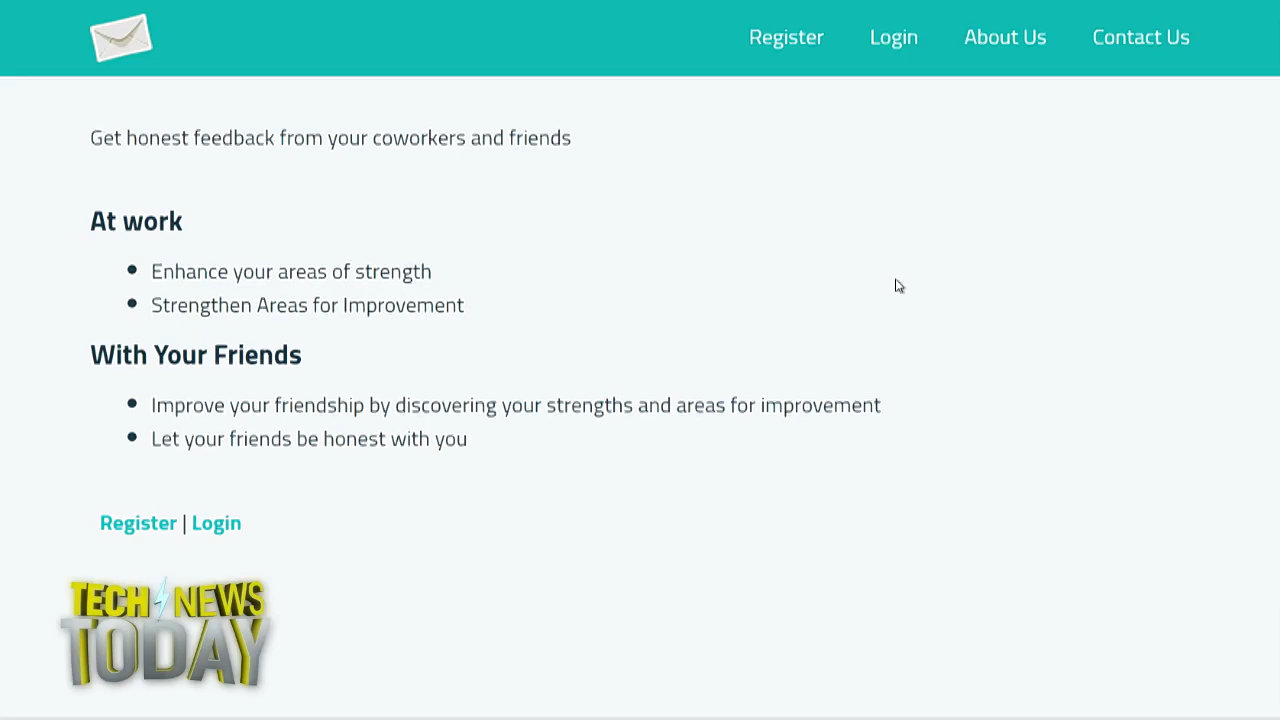 Register Login About Us Contact Us
Get honest feedback from your coworkers and friends
At work
Enhance your areas of strength
Strengthen Areas for Improvement
With Your Friends
Improve your friendship by discovering your strengths and areas for improvement
Let your friends be honest with you
Register | Login
TECH NEWS
TODAY